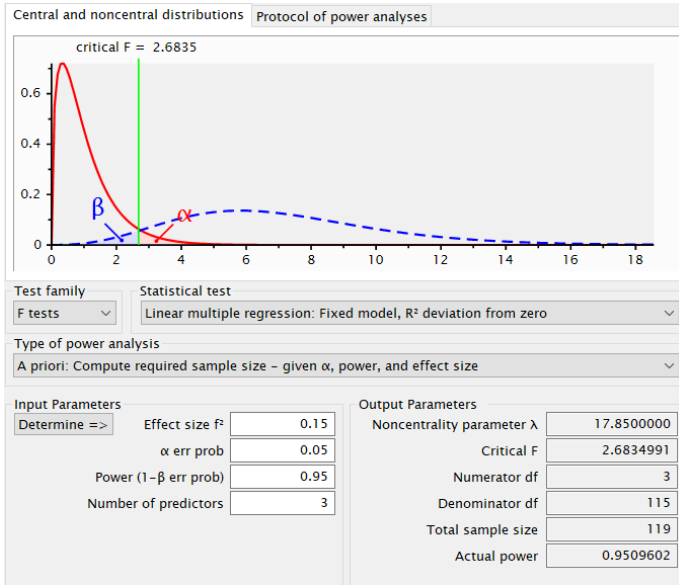 Central and noncentral distributions
Protocol of power analyses
critical F = 2.6835
0.6
0.4
0.2
0
β
α
0 2 4 6 8 10 12 14 16 18
Test family
Statistical test
F tests
Linear multiple regression: Fixed model, R² deviation from zero
Type of power analysis
A priori: Compute required sample size – given α, power, and effect size
Input Parameters
Determine =>
Effect size f² 0.15
α err prob 0.05
Power (1-β err prob) 0.95
Number of predictors 3
Output Parameters
Noncentrality parameter λ 17.8500000
Critical F 2.6834991
Numerator df 3
Denominator df 115
Total sample size 119
Actual power 0.9509602